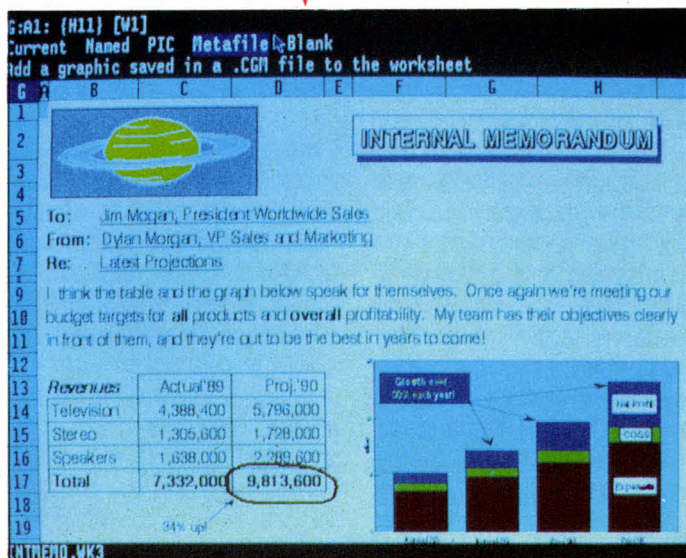 G:A1: {H11} [W1]
Current Named PIC Metafile Blank
Add a graphic saved in a .CGM file to the worksheet
G A B C D E F G H
1
2 INTERNAL MEMORANDUM
3
4
5 To: Jim Mogan, President Worldwide Sales
6 From: Dylan Morgan, VP Sales and Marketing
7 Re: Latest Projections
8
9 I think the table and the graph below speak for themselves. Once again we're meeting our
10 budget targets for all products and overall profitability. My team has their objectives clearly
11 in front of them, and they're out to be the best in years to come!
12
13 Revenues Actual'89 Proj.'90
14 Television 4,388,400 5,796,000
15 Stereo 1,305,600 1,728,000
16 Speakers 1,638,000 2,289,600
17 Total 7,332,000 9,813,600
18
19 34% up!
Growth over
50% each year!
Net Profit
COGS
INTMEMO.WK3